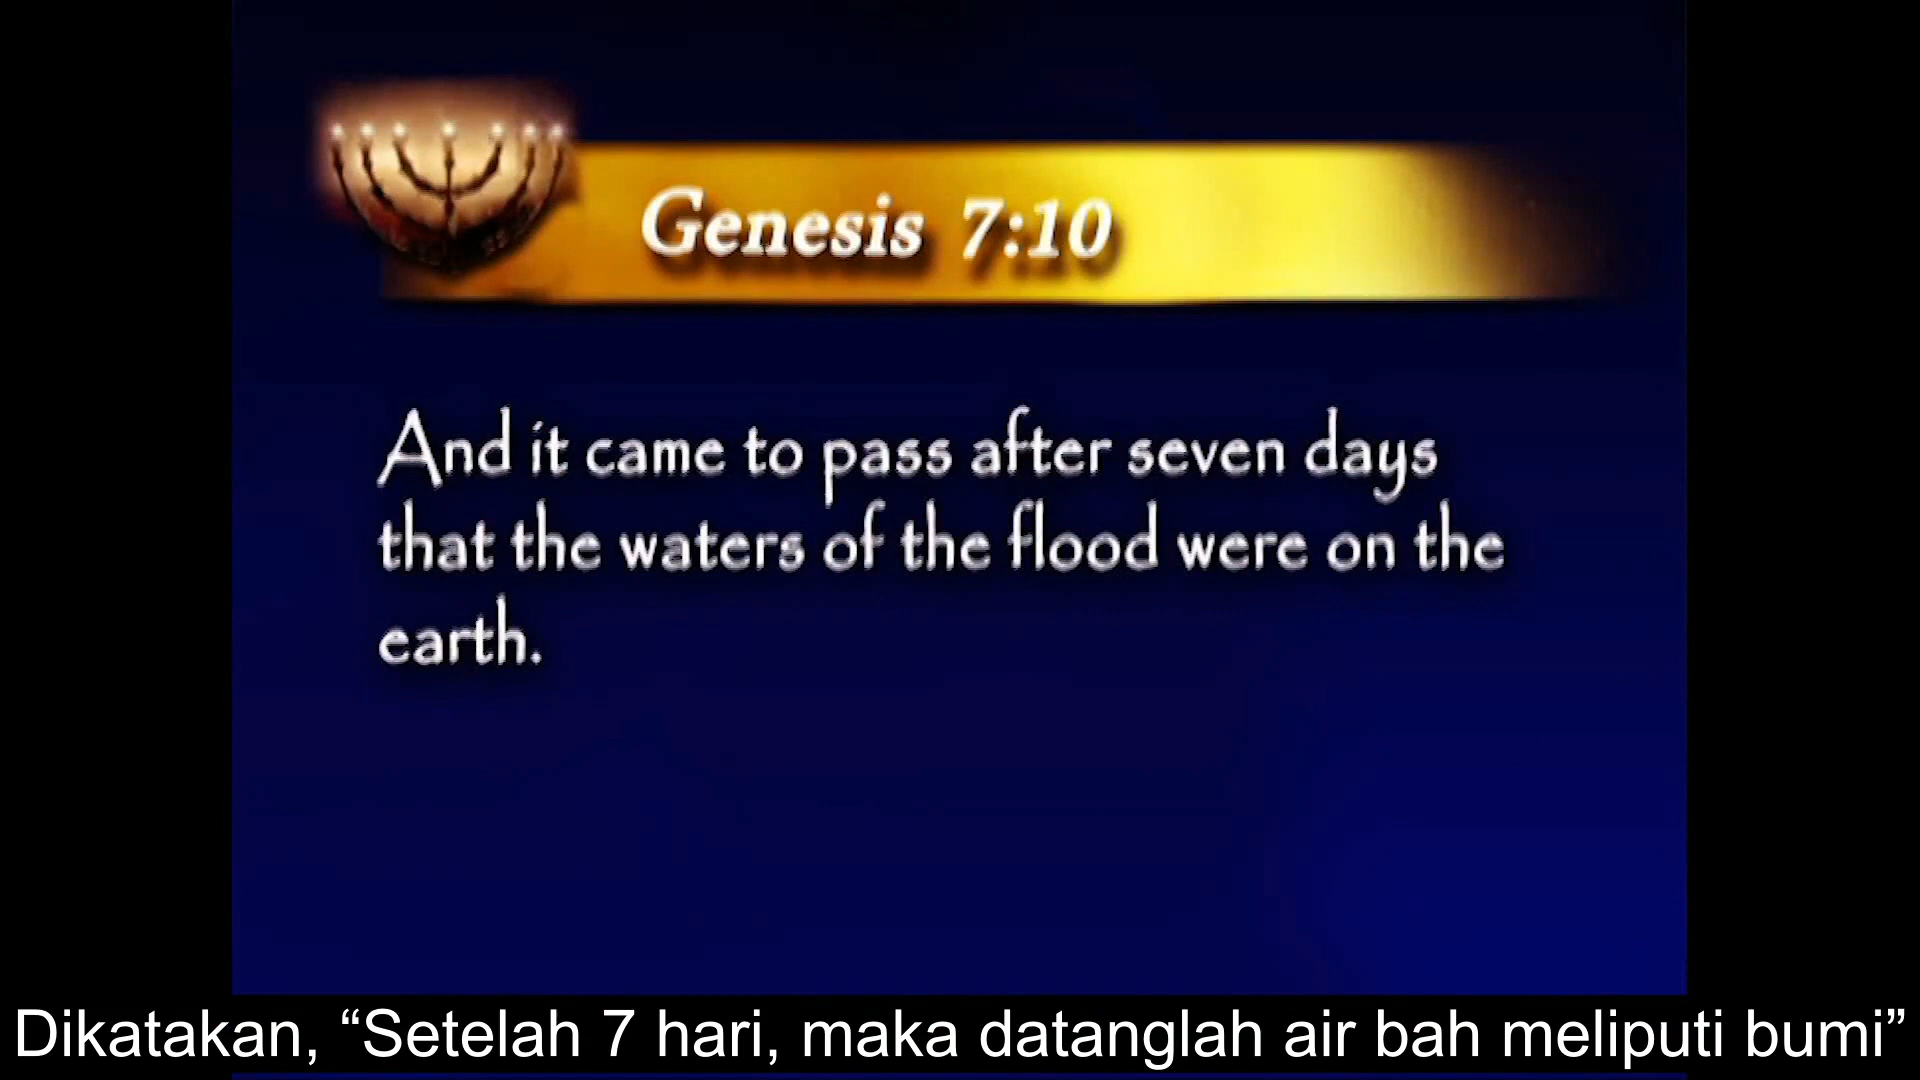 Genesis 7:10
And it came to pass after seven days
that the waters of the flood were on the
earth.
Dikatakan, “Setelah 7 hari, maka datanglah air bah meliputi bumi”